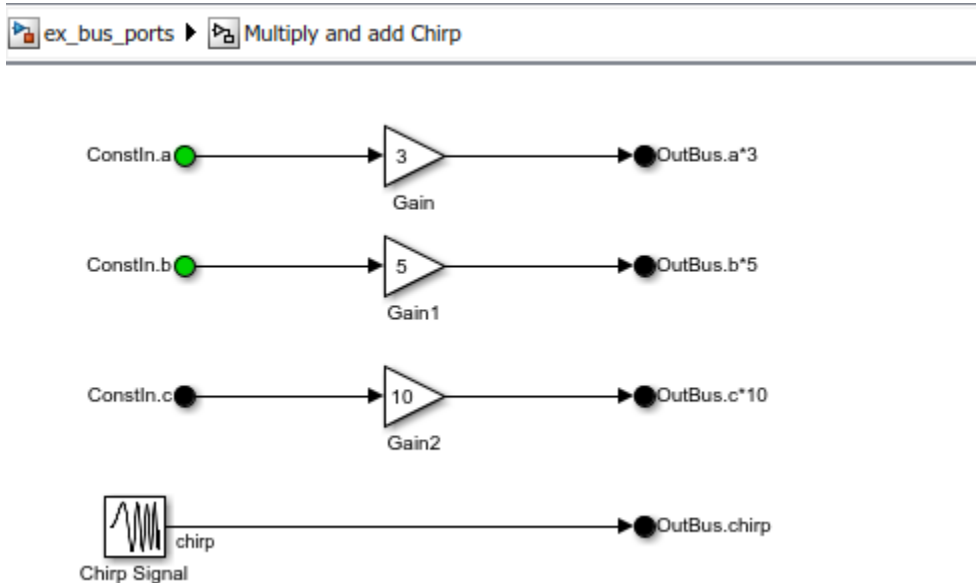 ex_bus_ports Multiply and add Chirp
ConstIn.a 3 OutBus.a*3
Gain
ConstIn.b 5 OutBus.b*5
Gain1
ConstIn.c 10 OutBus.c*10
Gain2
chirp OutBus.chirp
Chirp Signal